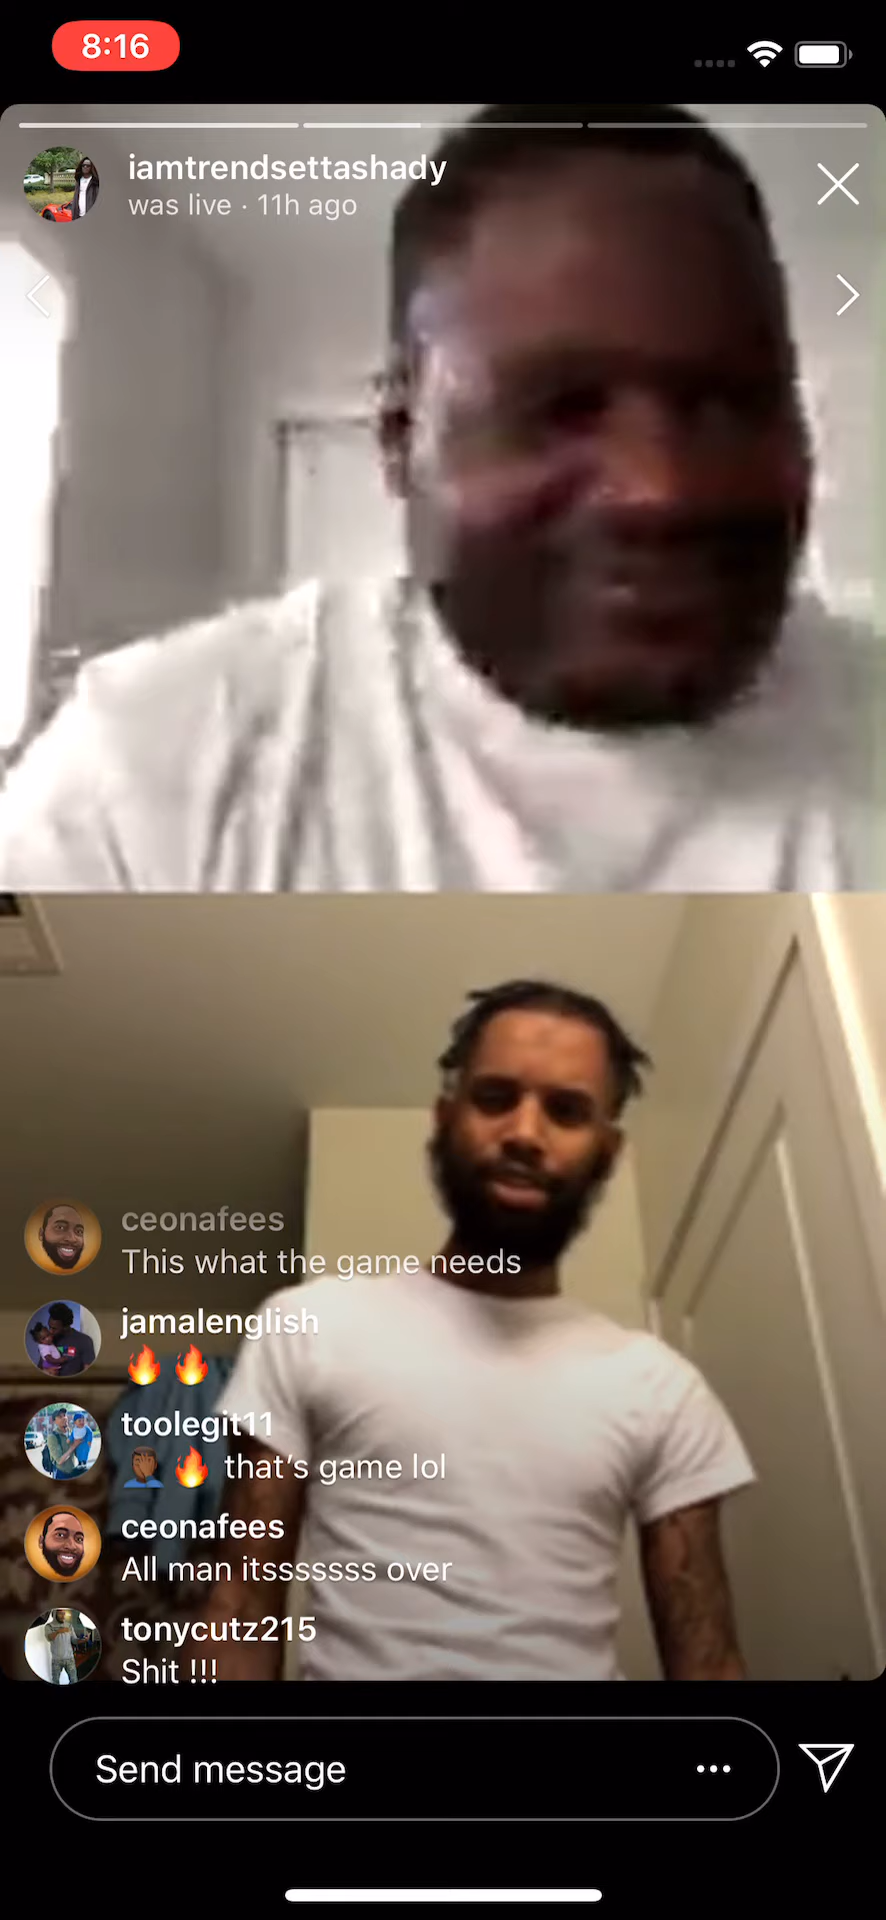 8:16
iamtrendsettashady
was live · 11h ago
ceonafees
This what the game needs
jamalenglish
🔥 🔥
toolegit11
🤦🏾‍♂️ 🔥 that’s game lol
ceonafees
All man itsssssss over
tonycutz215
Shit !!!
Send message